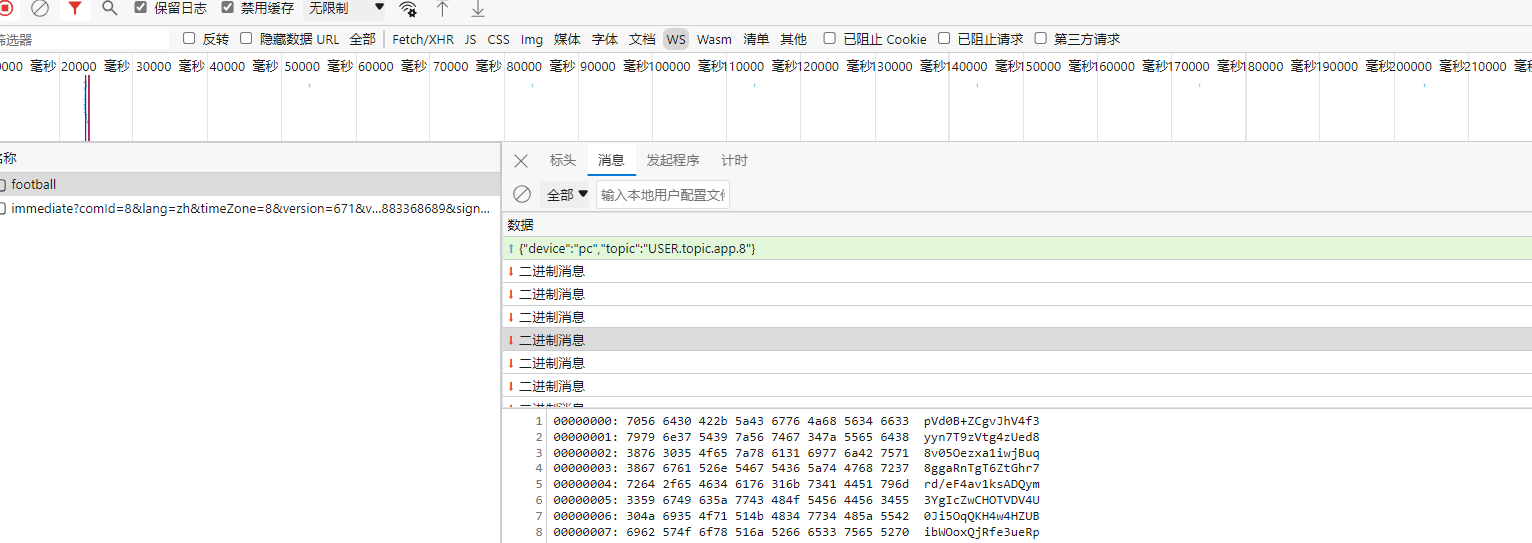 保留日志 禁用缓存 无限制
筛选器 反转 隐藏数据 URL 全部 Fetch/XHR JS CSS Img 媒体 字体 文档 WS Wasm 清单 其他 已阻止 Cookie 已阻止请求 第三方请求
0000 毫秒 20000 毫秒 30000 毫秒 40000 毫秒 50000 毫秒 60000 毫秒 70000 毫秒 80000 毫秒 90000 毫秒 100000 毫秒 110000 毫秒 120000 毫秒 130000 毫秒 140000 毫秒 150000 毫秒 160000 毫秒 170000 毫秒 180000 毫秒 190000 毫秒 200000 毫秒 210000 毫秒
名称
football
immediate?comId=8&lang=zh&timeZone=8&version=671&v...883368689&sign...
标头 消息 发起程序 计时
全部 输入本地用户配置文件
数据
{"device":"pc","topic":"USER.topic.app.8"}
二进制消息
二进制消息
二进制消息
二进制消息
二进制消息
二进制消息
二进制消息
1 00000000: 7056 6430 422b 5a43 6776 4a68 5634 6633 pVd0B+ZCgvJhV4f3
2 00000001: 7979 6e37 5439 7a56 7467 347a 5565 6438 yyn7T9zVtg4zUed8
3 00000002: 3876 3035 4f65 7a78 6131 6977 6a42 7571 8v05Oezxa1iwjBuq
4 00000003: 3867 6761 526e 5467 5436 5a74 4768 7237 8ggaRnTgT6ZtGhr7
5 00000004: 7264 2f65 4634 6176 316b 7341 4451 796d rd/eF4av1ksADQym
6 00000005: 3359 6749 635a 7743 484f 5456 4456 3455 3YgIcZwCHOTVDV4U
7 00000006: 304a 6935 4f71 514b 4834 7734 485a 5542 0Ji5OqQKH4w4HZUB
8 00000007: 6962 574f 6f78 516a 5266 6533 7565 5270 ibWOoxQjRfe3ueRp